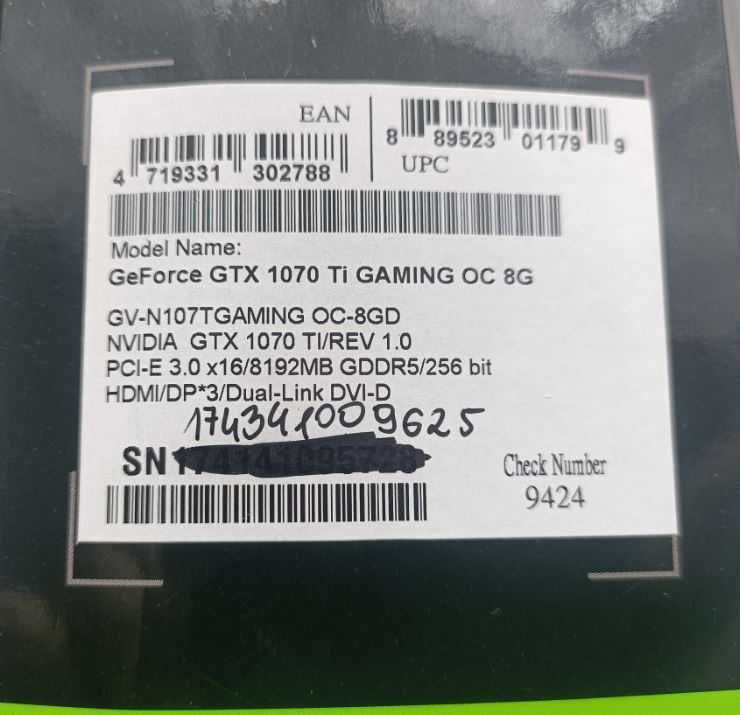 EAN
4 719331 302788
8 89523 01179 9
UPC
Model Name:
GeForce GTX 1070 Ti GAMING OC 8G
GV-N107TGAMING OC-8GD
NVIDIA GTX 1070 TI/REV 1.0
PCI-E 3.0 x16/8192MB GDDR5/256 bit
HDMI/DP*3/Dual-Link DVI-D
174341009625
SN
Check Number
9424